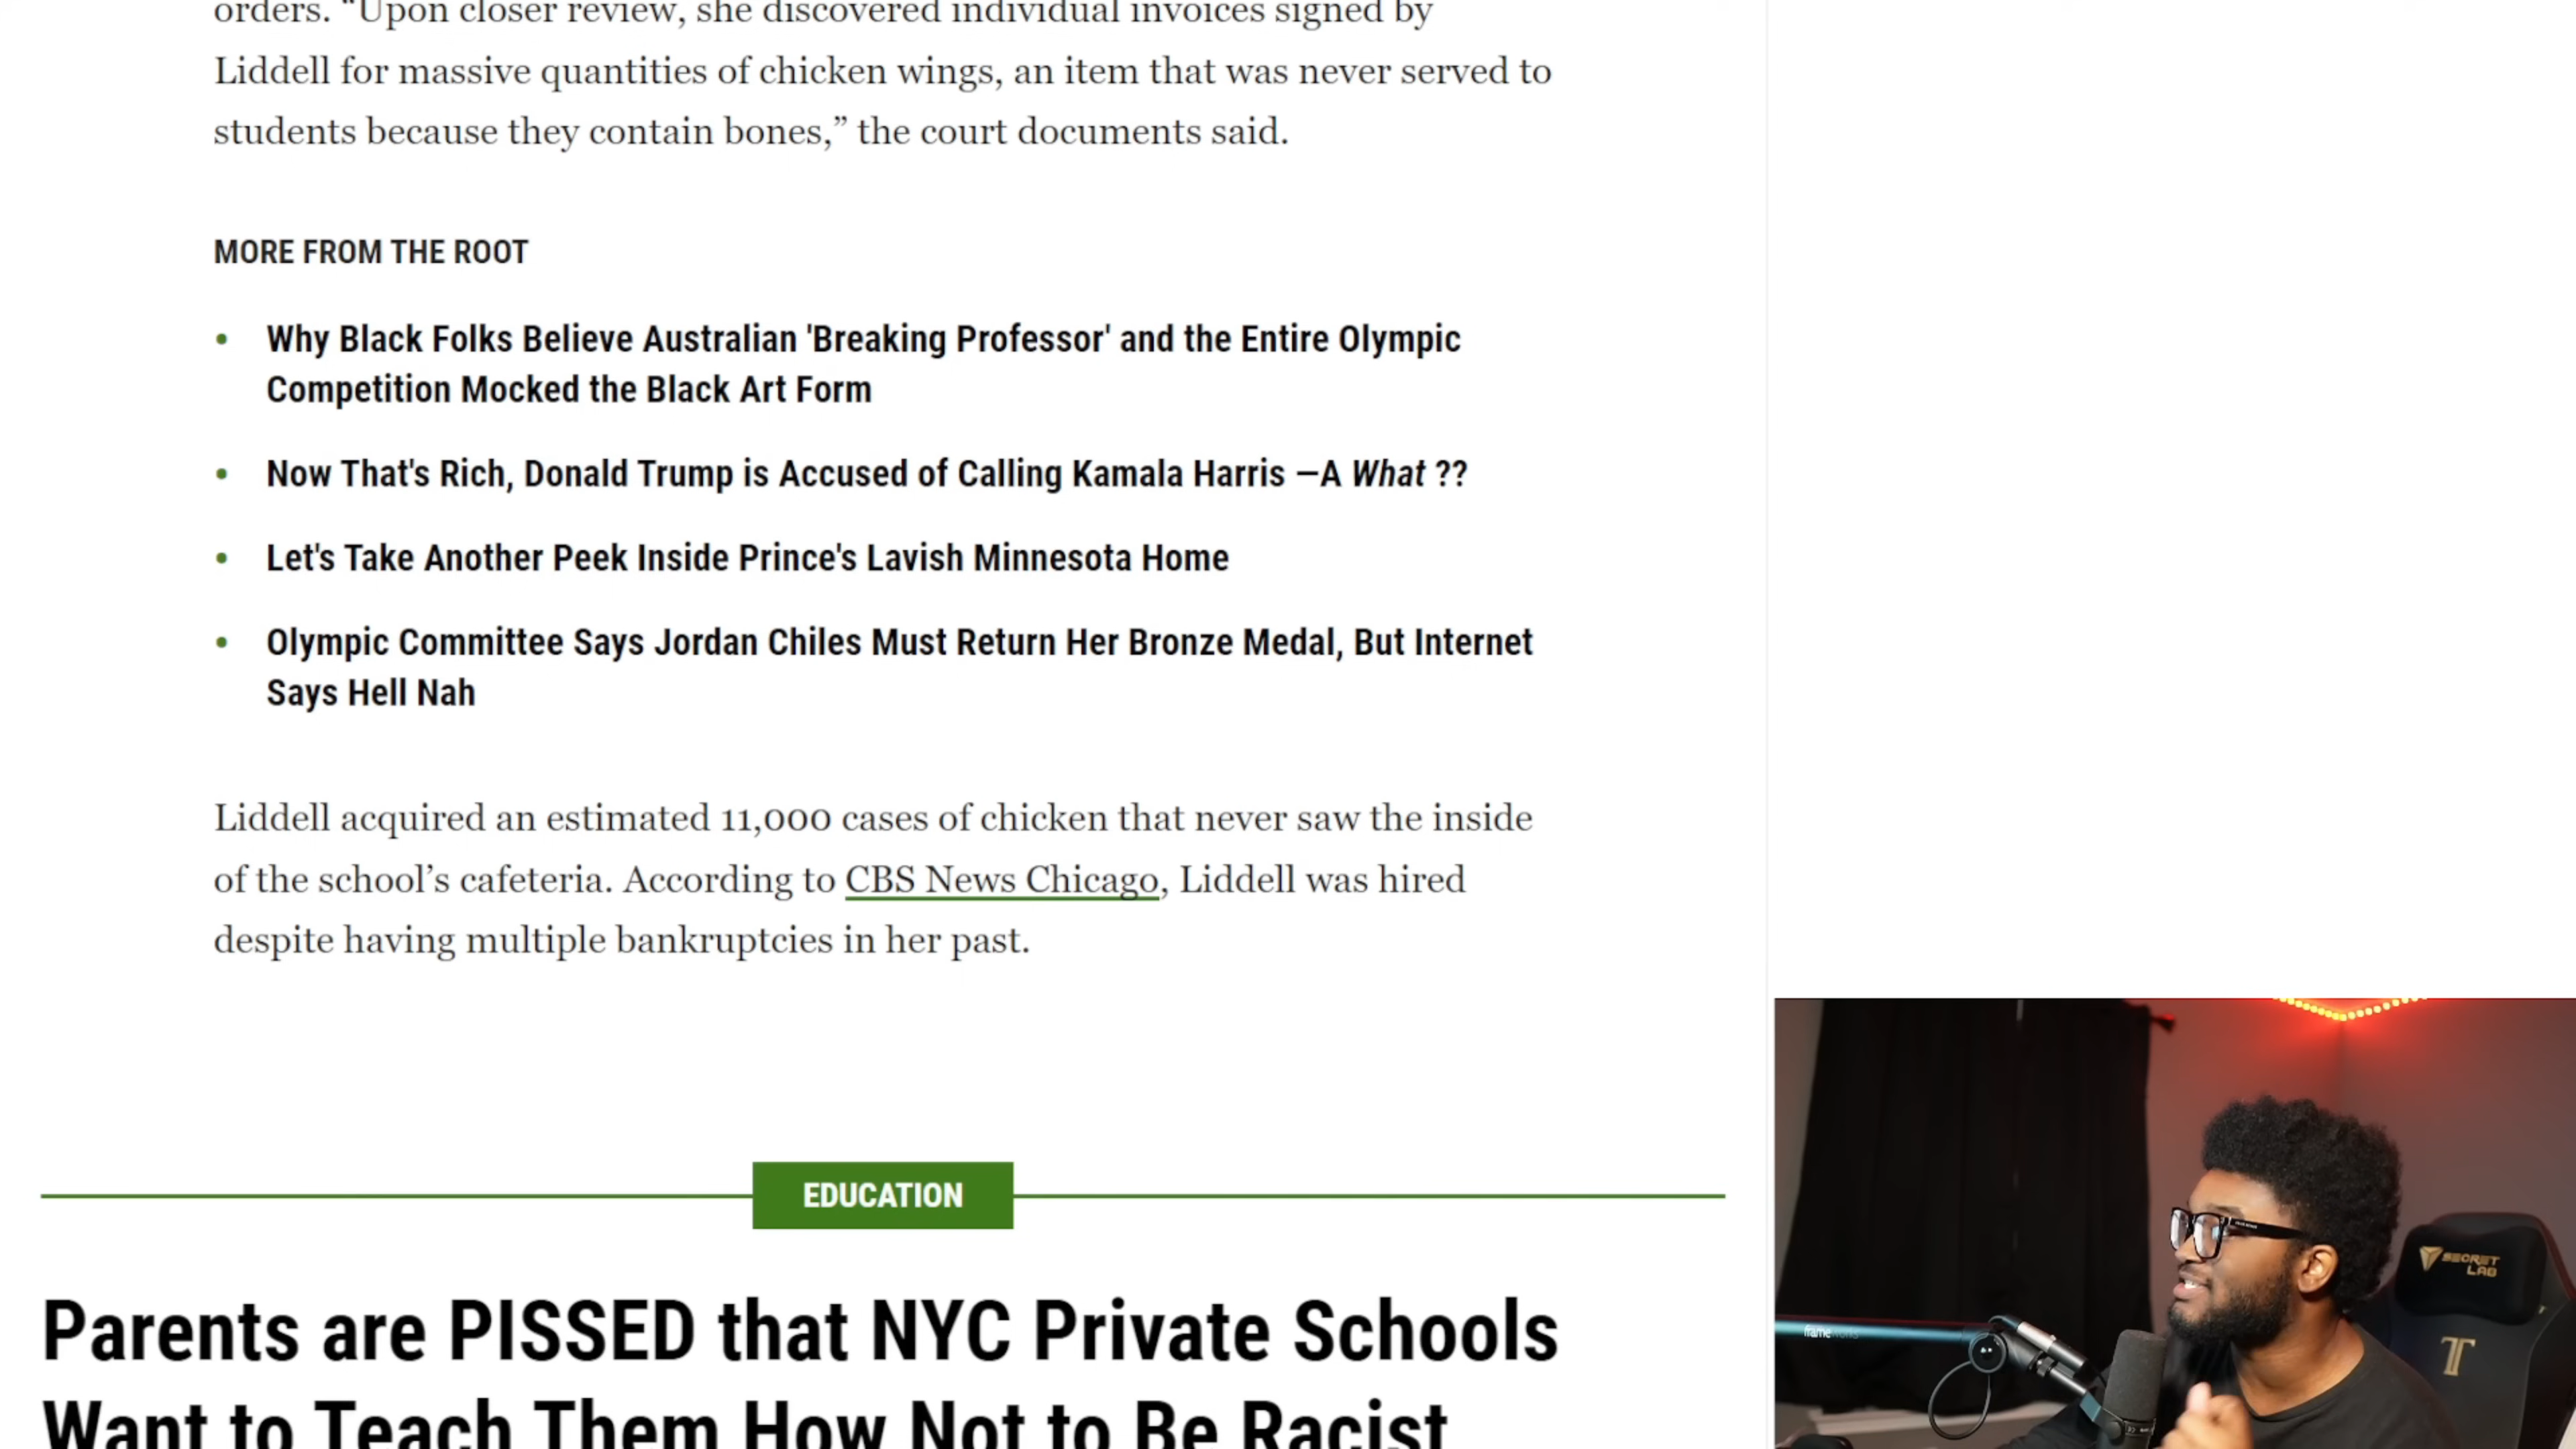 orders. “Upon closer review, she discovered individual invoices signed by
Liddell for massive quantities of chicken wings, an item that was never served to
students because they contain bones,” the court documents said.
MORE FROM THE ROOT
• Why Black Folks Believe Australian 'Breaking Professor' and the Entire Olympic
Competition Mocked the Black Art Form
• Now That's Rich, Donald Trump is Accused of Calling Kamala Harris —A What ??
• Let's Take Another Peek Inside Prince's Lavish Minnesota Home
• Olympic Committee Says Jordan Chiles Must Return Her Bronze Medal, But Internet
Says Hell Nah
Liddell acquired an estimated 11,000 cases of chicken that never saw the inside
of the school’s cafeteria. According to CBS News Chicago, Liddell was hired
despite having multiple bankruptcies in her past.
EDUCATION
Parents are PISSED that NYC Private Schools
Want to Teach Them How Not to Be Racist
SECRET
LAB
T